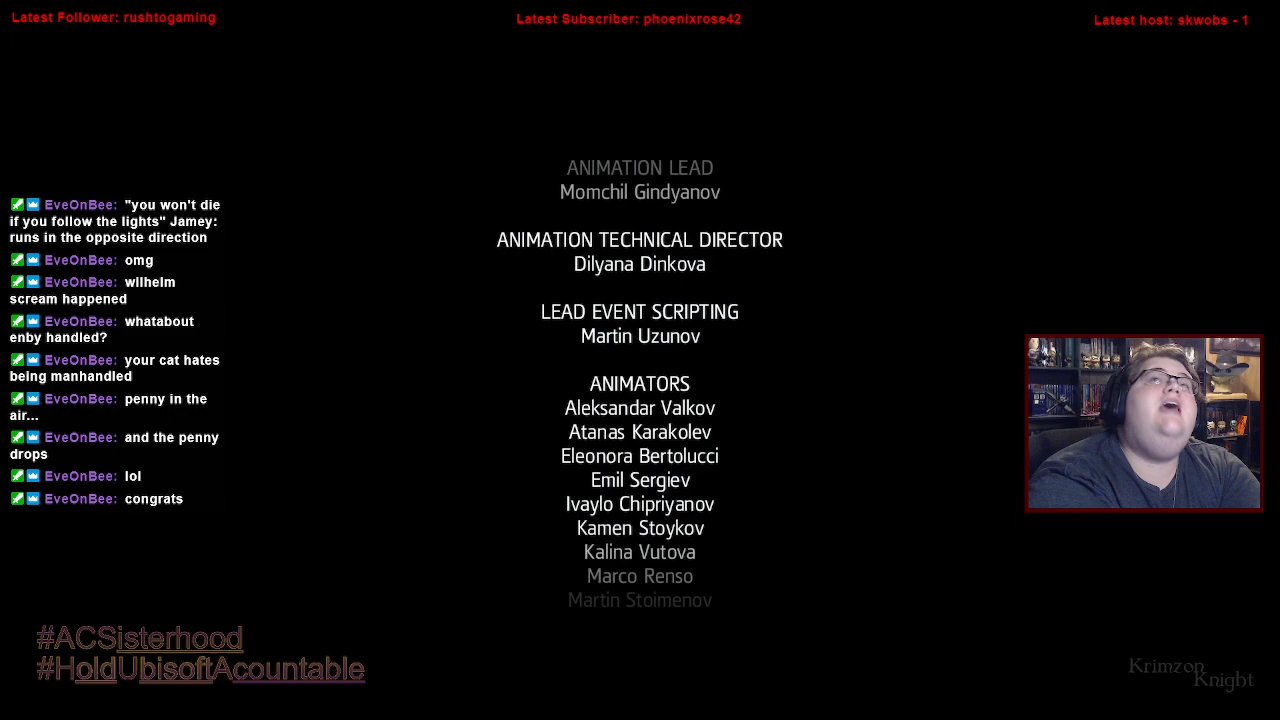 Latest Follower: rushtogaming
Latest Subscriber: phoenixrose42
Latest host: skwobs - 1
EveOnBee: "you won't die
if you follow the lights" Jamey:
runs in the opposite direction
EveOnBee: omg
EveOnBee: wilhelm
scream happened
EveOnBee: whatabout
enby handled?
EveOnBee: your cat hates
being manhandled
EveOnBee: penny in the
air...
EveOnBee: and the penny
drops
EveOnBee: lol
EveOnBee: congrats
ANIMATION LEAD
Momchil Gindyanov
ANIMATION TECHNICAL DIRECTOR
Dilyana Dinkova
LEAD EVENT SCRIPTING
Martin Uzunov
ANIMATORS
Aleksandar Valkov
Atanas Karakolev
Eleonora Bertolucci
Emil Sergiev
Ivaylo Chipriyanov
Kamen Stoykov
Kalina Vutova
Marco Renso
Martin Stoimenov
#ACSisterhood
#HoldUbisoftAcountable
Krimzon
Knight